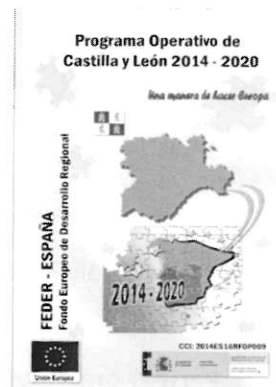 Programa Operativo de
Castilla y León 2014 - 2020
Una manera de hacer Europa
FEDER - ESPAÑA
Fondo Europeo de Desarrollo Regional
2014-2020
CCI: 2014ES16RFOP009
Unión Europea